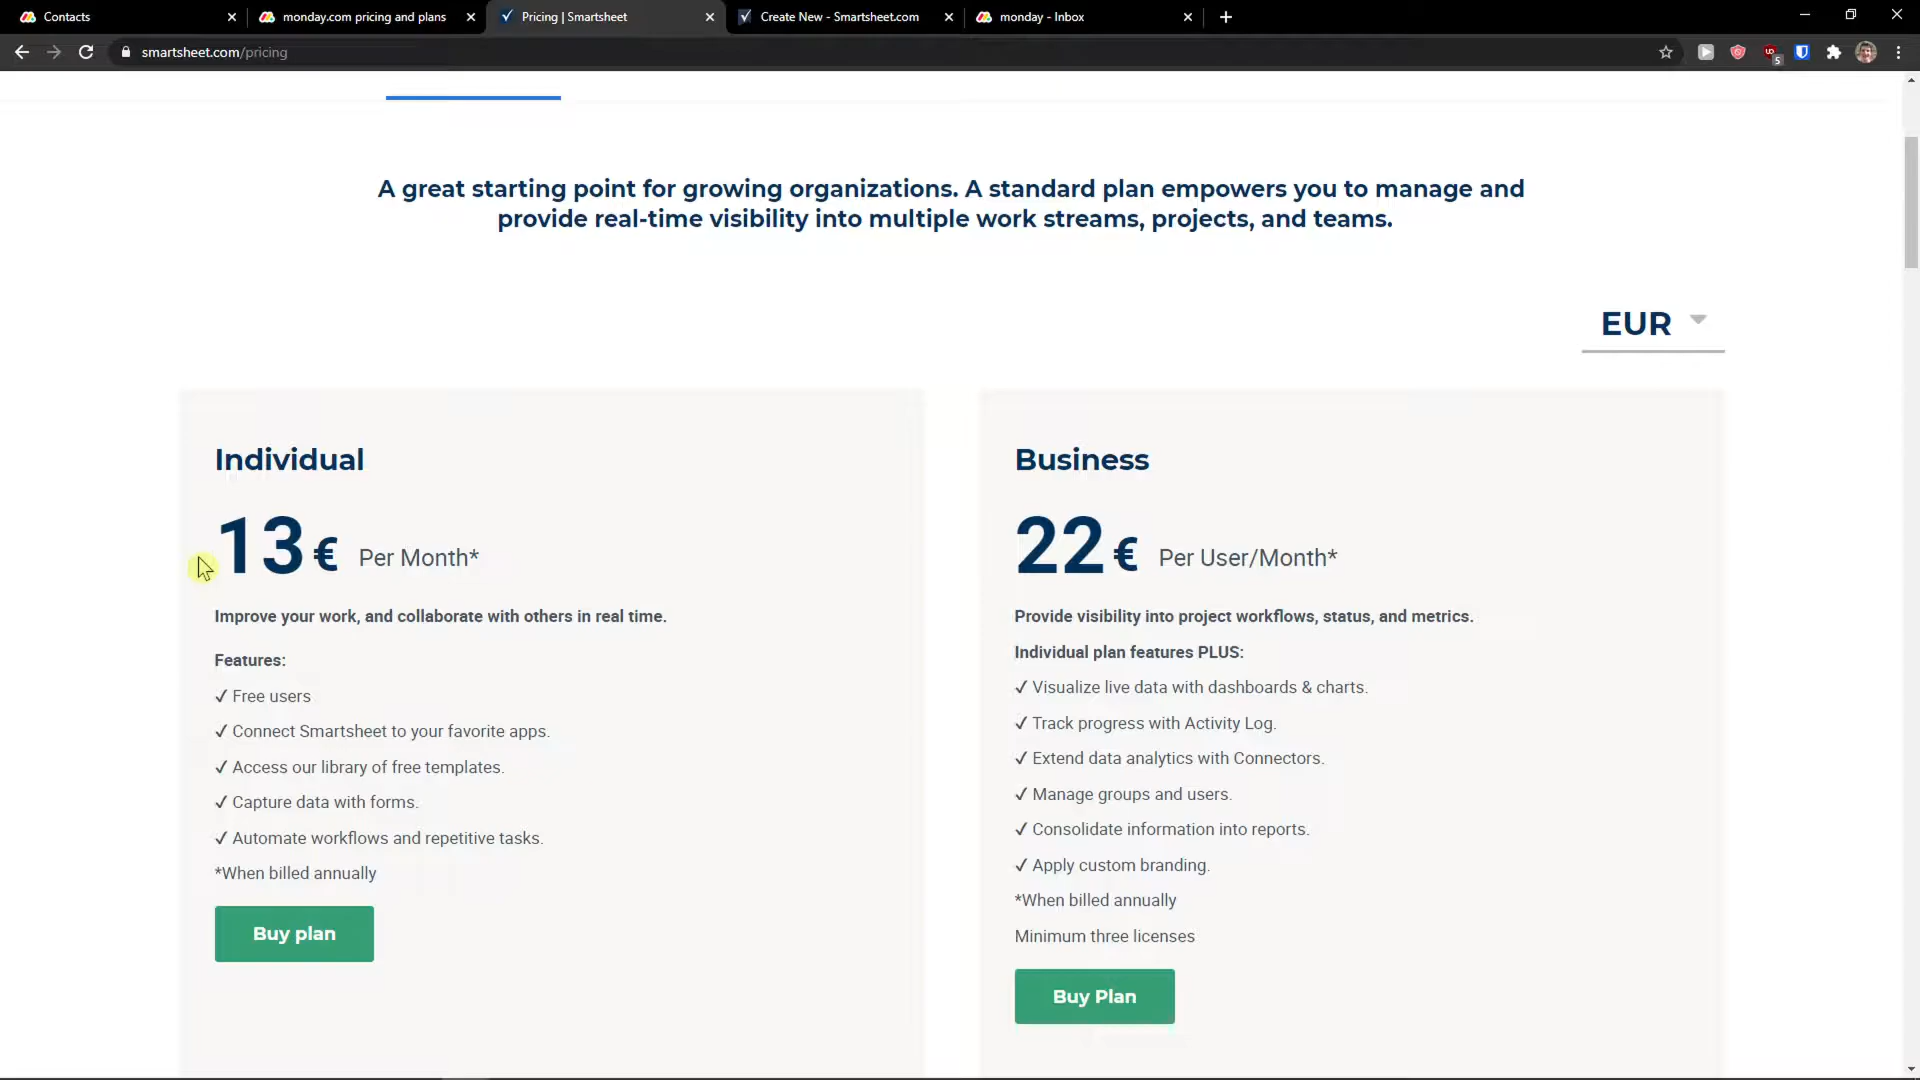 Contacts
monday.com pricing and plans
Pricing | Smartsheet
Create New - Smartsheet.com
monday - Inbox
smartsheet.com/pricing
5
A great starting point for growing organizations. A standard plan empowers you to manage and
provide real-time visibility into multiple work streams, projects, and teams.
EUR
Individual
13 € Per Month*
Improve your work, and collaborate with others in real time.
Features:
✓ Free users
✓ Connect Smartsheet to your favorite apps.
✓ Access our library of free templates.
✓ Capture data with forms.
✓ Automate workflows and repetitive tasks.
*When billed annually
Buy plan
Business
22 € Per User/Month*
Provide visibility into project workflows, status, and metrics.
Individual plan features PLUS:
✓ Visualize live data with dashboards & charts.
✓ Track progress with Activity Log.
✓ Extend data analytics with Connectors.
✓ Manage groups and users.
✓ Consolidate information into reports.
✓ Apply custom branding.
*When billed annually
Minimum three licenses
Buy Plan